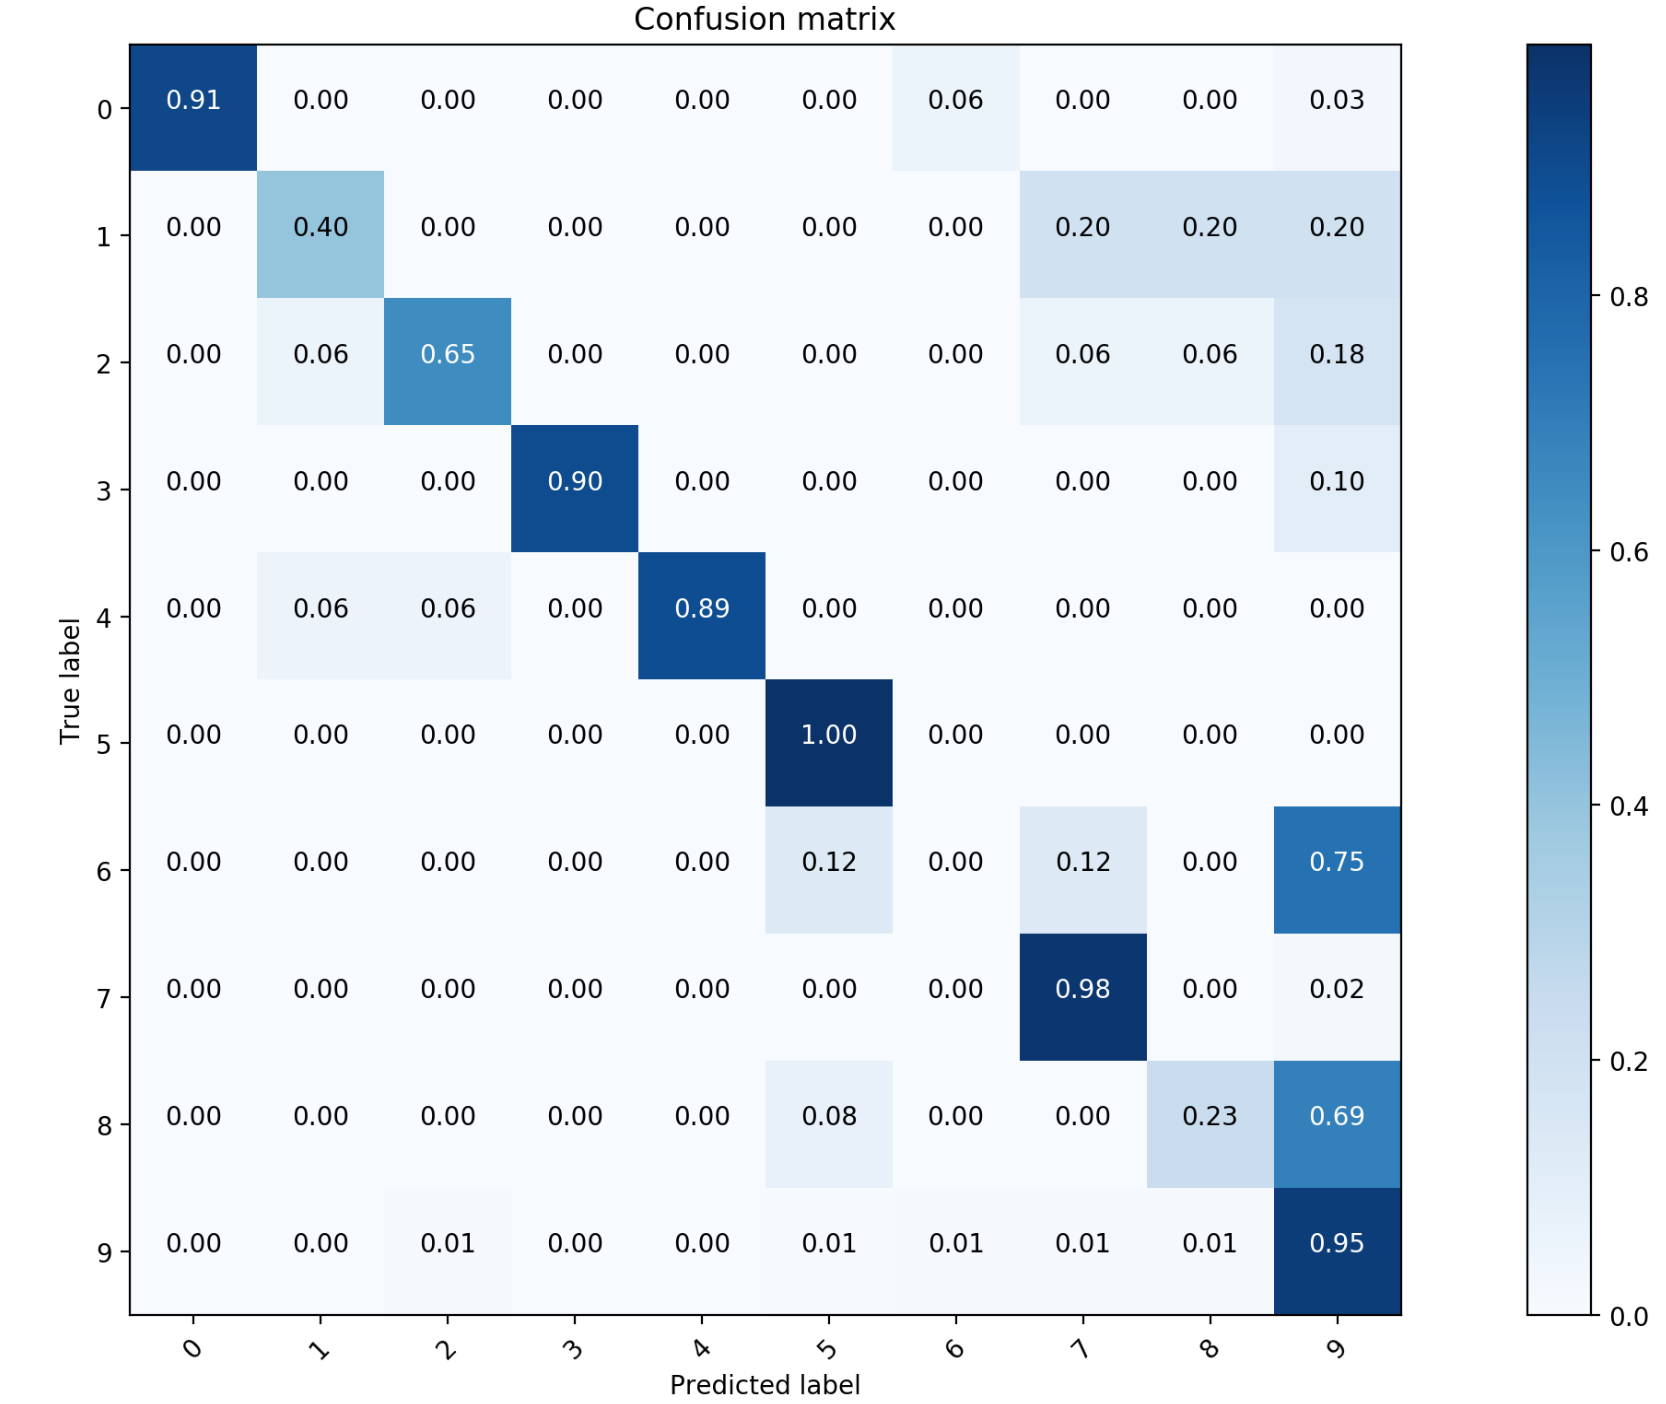 Confusion matrix
0 0.91 0.00 0.00 0.00 0.00 0.00 0.06 0.00 0.00 0.03
1 0.00 0.40 0.00 0.00 0.00 0.00 0.00 0.20 0.20 0.20
2 0.00 0.06 0.65 0.00 0.00 0.00 0.00 0.06 0.06 0.18
3 0.00 0.00 0.00 0.90 0.00 0.00 0.00 0.00 0.00 0.10
4 0.00 0.06 0.06 0.00 0.89 0.00 0.00 0.00 0.00 0.00
5 0.00 0.00 0.00 0.00 0.00 1.00 0.00 0.00 0.00 0.00
6 0.00 0.00 0.00 0.00 0.00 0.12 0.00 0.12 0.00 0.75
7 0.00 0.00 0.00 0.00 0.00 0.00 0.00 0.98 0.00 0.02
8 0.00 0.00 0.00 0.00 0.00 0.08 0.00 0.00 0.23 0.69
9 0.00 0.00 0.01 0.00 0.00 0.01 0.01 0.01 0.01 0.95
0 1 2 3 4 5 6 7 8 9
Predicted label
True label
0.8
0.6
0.4
0.2
0.0